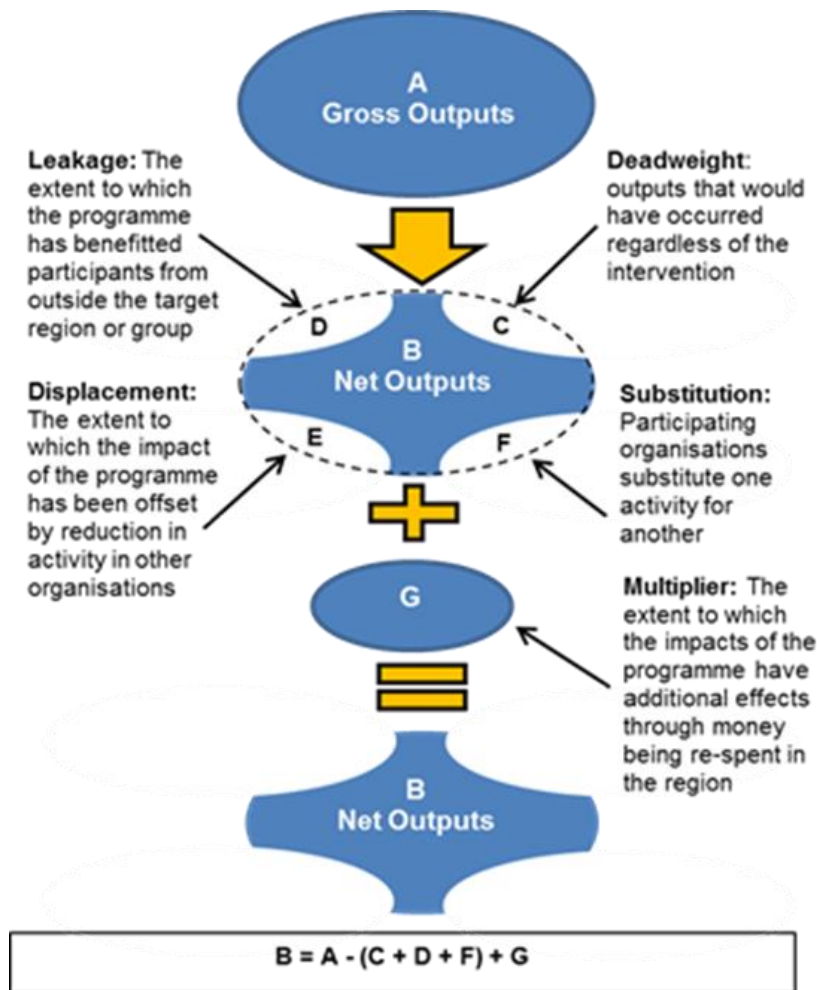 A
Gross Outputs
Leakage: The
extent to which
the programme
has benefitted
participants from
outside the target
region or group
Deadweight:
outputs that would
have occurred
regardless of the
intervention
D
C
B
Net Outputs
E
F
Displacement:
The extent to
which the impact
of the programme
has been offset
by reduction in
activity in other
organisations
Substitution:
Participating
organisations
substitute one
activity for
another
G
Multiplier: The
extent to which
the impacts of the
programme have
additional effects
through money
being re-spent in
the region
B
Net Outputs
B = A - (C + D + F) + G